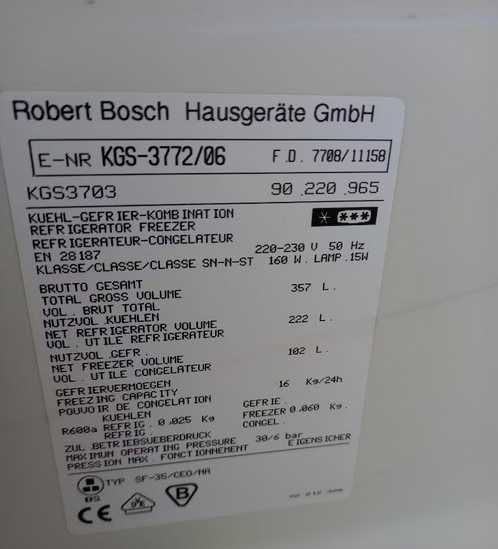 Robert Bosch Hausgeräte GmbH
E-NR KGS-3772/06 F.D. 7708/11158
KGS3703 90.220.965
KUEHL-GEFRIER-KOMBINATION
REFRIGERATOR FREEZER
REFRIGERATEUR-CONGELATEUR
EN 28187 220-230 V 50 Hz
KLASSE/CLASSE/CLASSE SN-N-ST 160 W.LAMP.15W
BRUTTO GESAMT
TOTAL GROSS VOLUME 357 L.
VOL. BRUT TOTAL
NUTZVOL.KUEHLEN
NET REFRIGERATOR VOLUME 222 L.
VOL. UTILE REFRIGERATEUR
NUTZVOL.GEFR.
NET FREEZER VOLUME 102 L.
VOL. UTILE CONGELATEUR
GEFRIERVERMOEGEN
FREEZING CAPACITY 16 Kg/24h
POUVOIR DE CONGELATION
KUEHLEN GEFRIE.
R600a REFRIG. 0.025 Kg FREEZER 0.060 Kg.
REFRIG. CONGEL.
ZUL.BETRIEBSUEBERDRUCK
MAXIMUM OPERATING PRESSURE 30/6 bar
PRESSION MAX. FONCTIONNEMENT EIGENSICHER
TYP SF-35/CEO/NA
CE VDE B